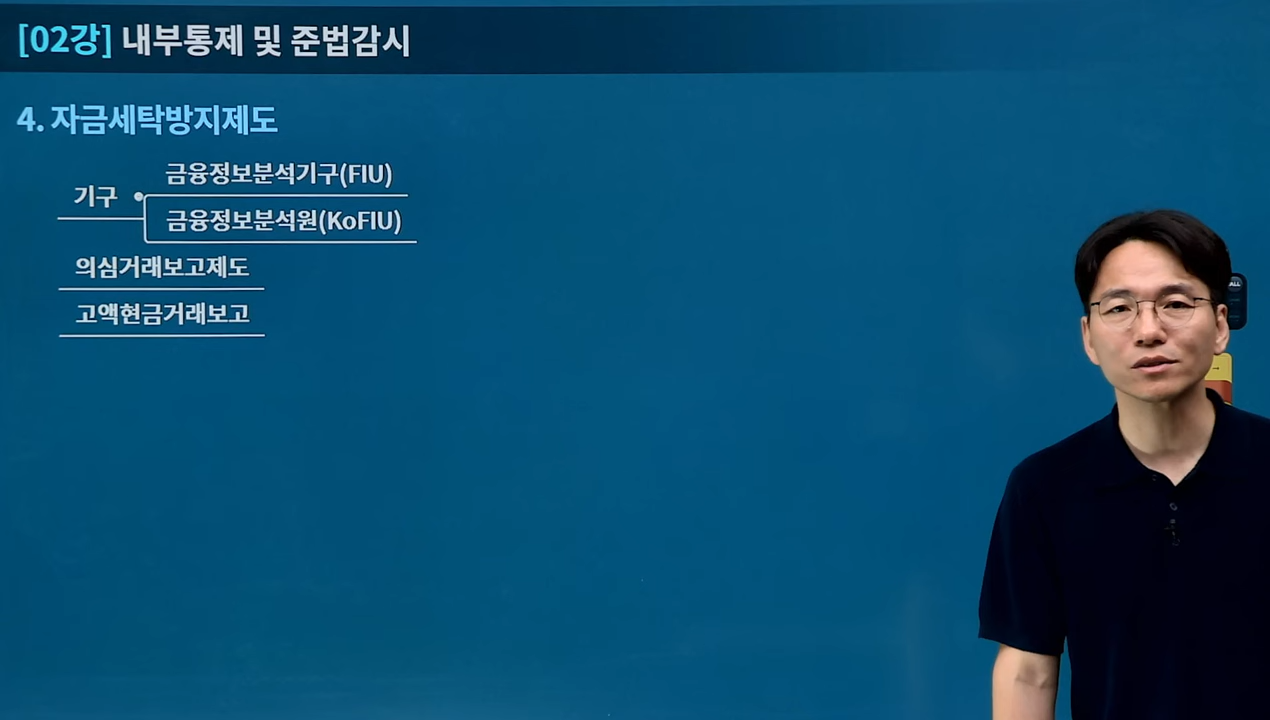 [02강] 내부통제 및 준법감시
4. 자금세탁방지제도
금융정보분석기구(FIU)
기구
금융정보분석원(KoFIU)
의심거래보고제도
고액현금거래보고
ALL